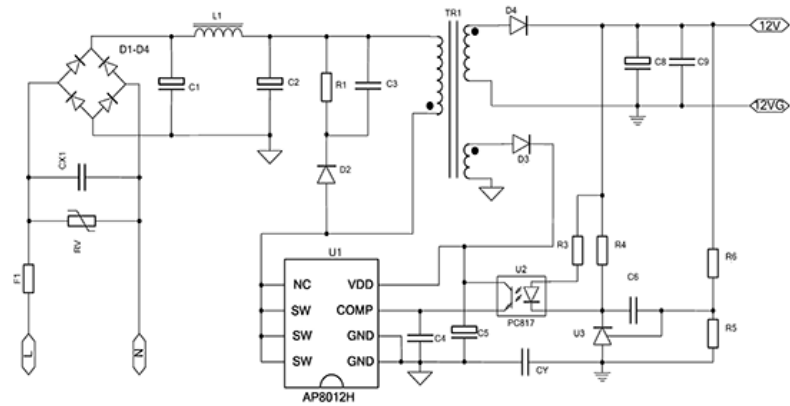 L1
TR1
D4
12V
D1-D4
C1
C2
R1
C3
C8
C9
12VG
D3
CX1
D2
RV
F1
L
N
U1
NC
VDD
SW
COMP
SW
GND
SW
GND
AP8012H
U2
PC817
R3
R4
R6
C6
R5
C4
C5
U3
CY